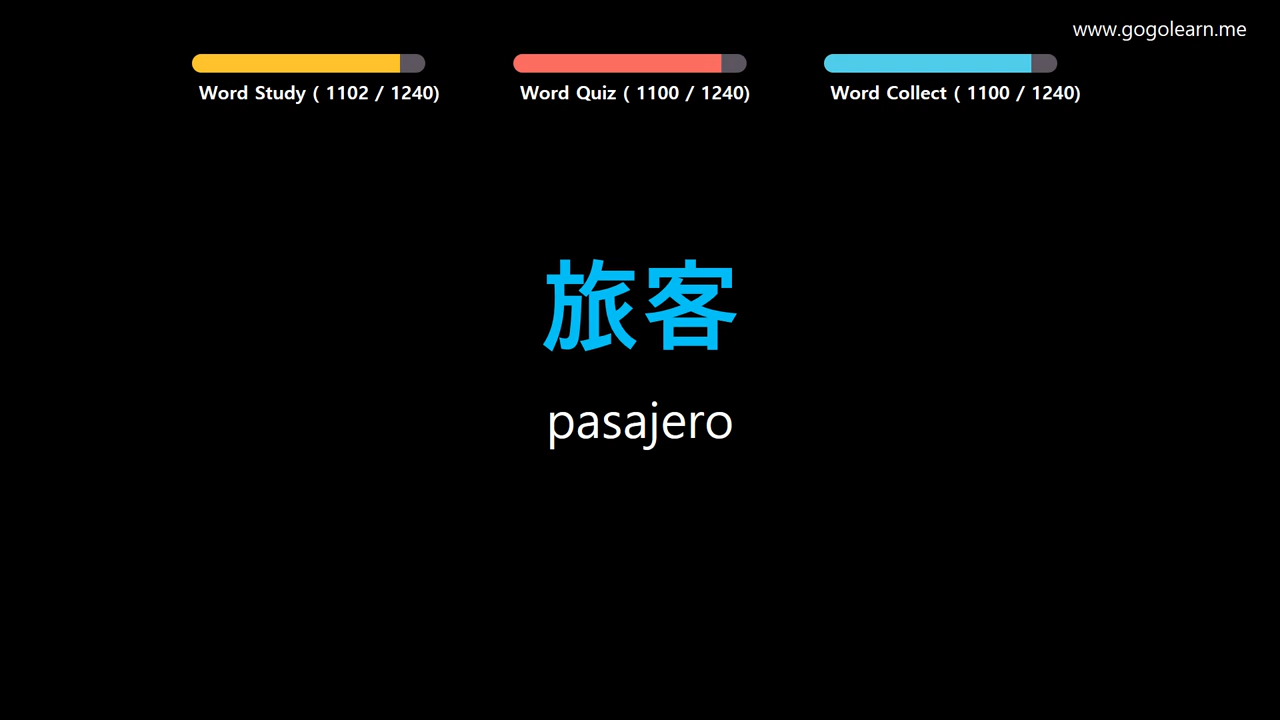 www.gogolearn.me
Word Study ( 1102 / 1240)
Word Quiz ( 1100 / 1240)
Word Collect ( 1100 / 1240)
旅客
pasajero